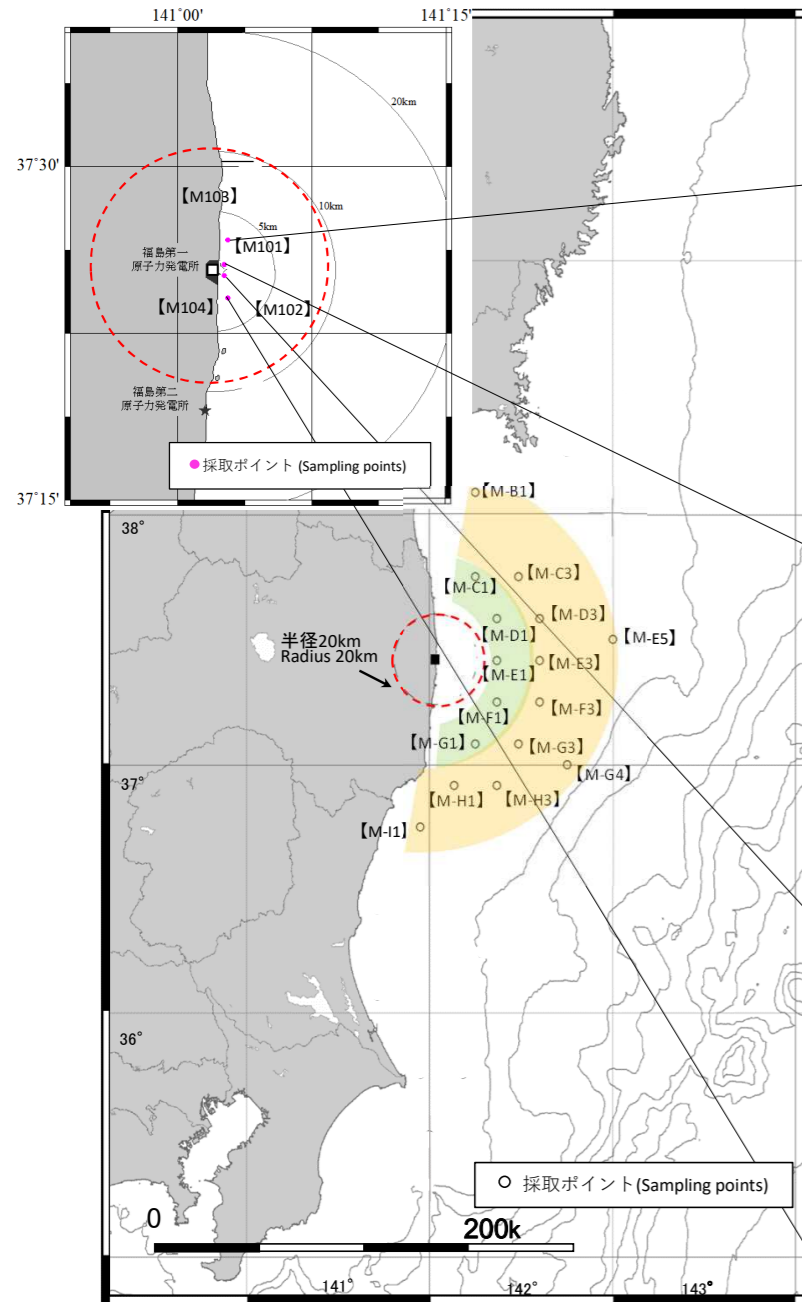 141°00'
141°15'
20km
37°30'
【M103】
10km
5km
福島第一
原子力発電所
【M101】
【M104】
【M102】
福島第二
原子力発電所
採取ポイント (Sampling points)
37°15'
【M-B1】
38°
【M-C1】
【M-C3】
【M-D3】
【M-D1】
半径20km
Radius 20km
【M-E5】
【M-E1】
【M-E3】
【M-F1】
【M-F3】
【M-G1】
【M-G3】
37°
【M-G4】
【M-H1】
【M-H3】
【M-I1】
36°
採取ポイント(Sampling points)
0
200k
141°
142°
143°